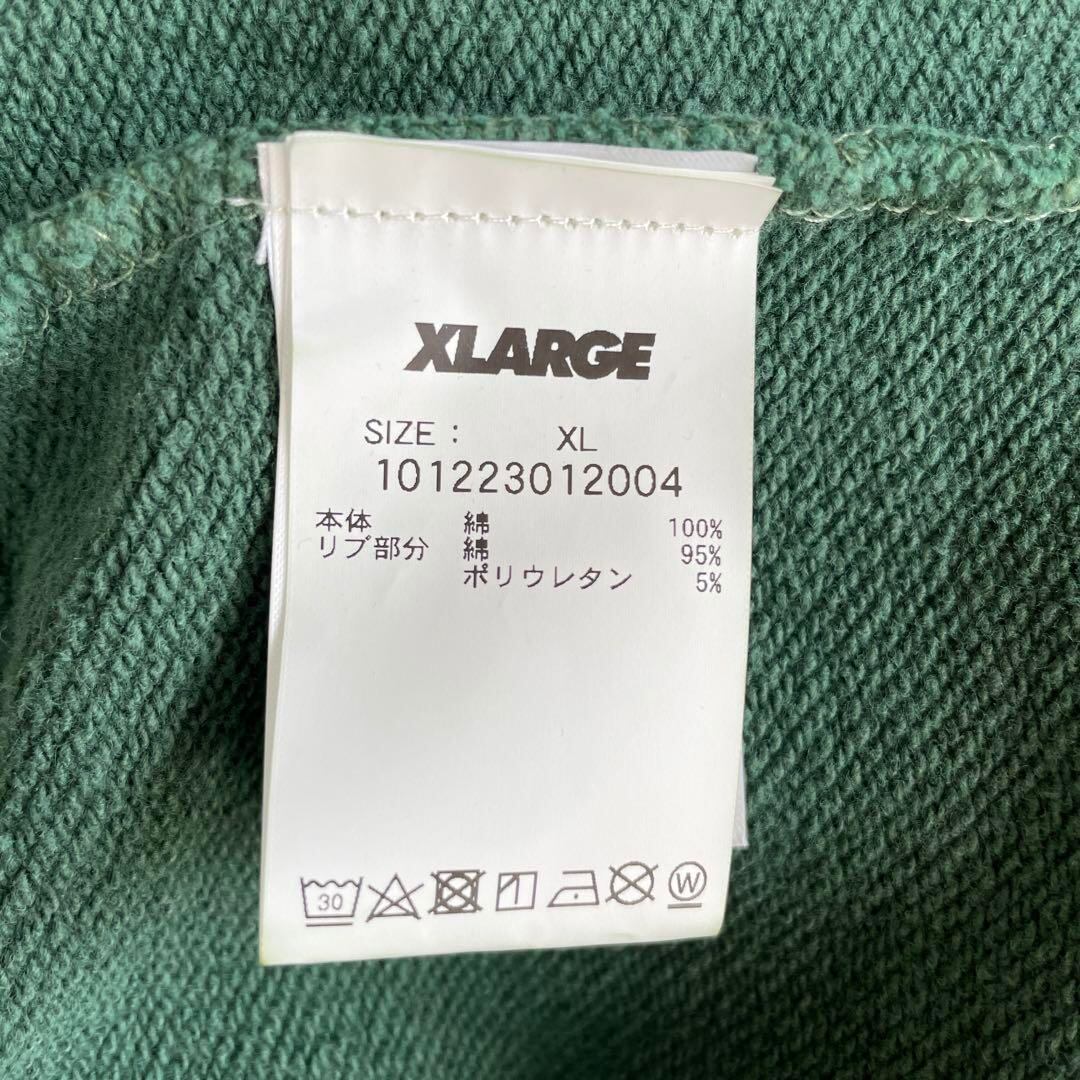 XLARGE
SIZE : XL
101223012004
本体 綿 100%
リブ部分 綿 95%
ポリウレタン 5%
30 W